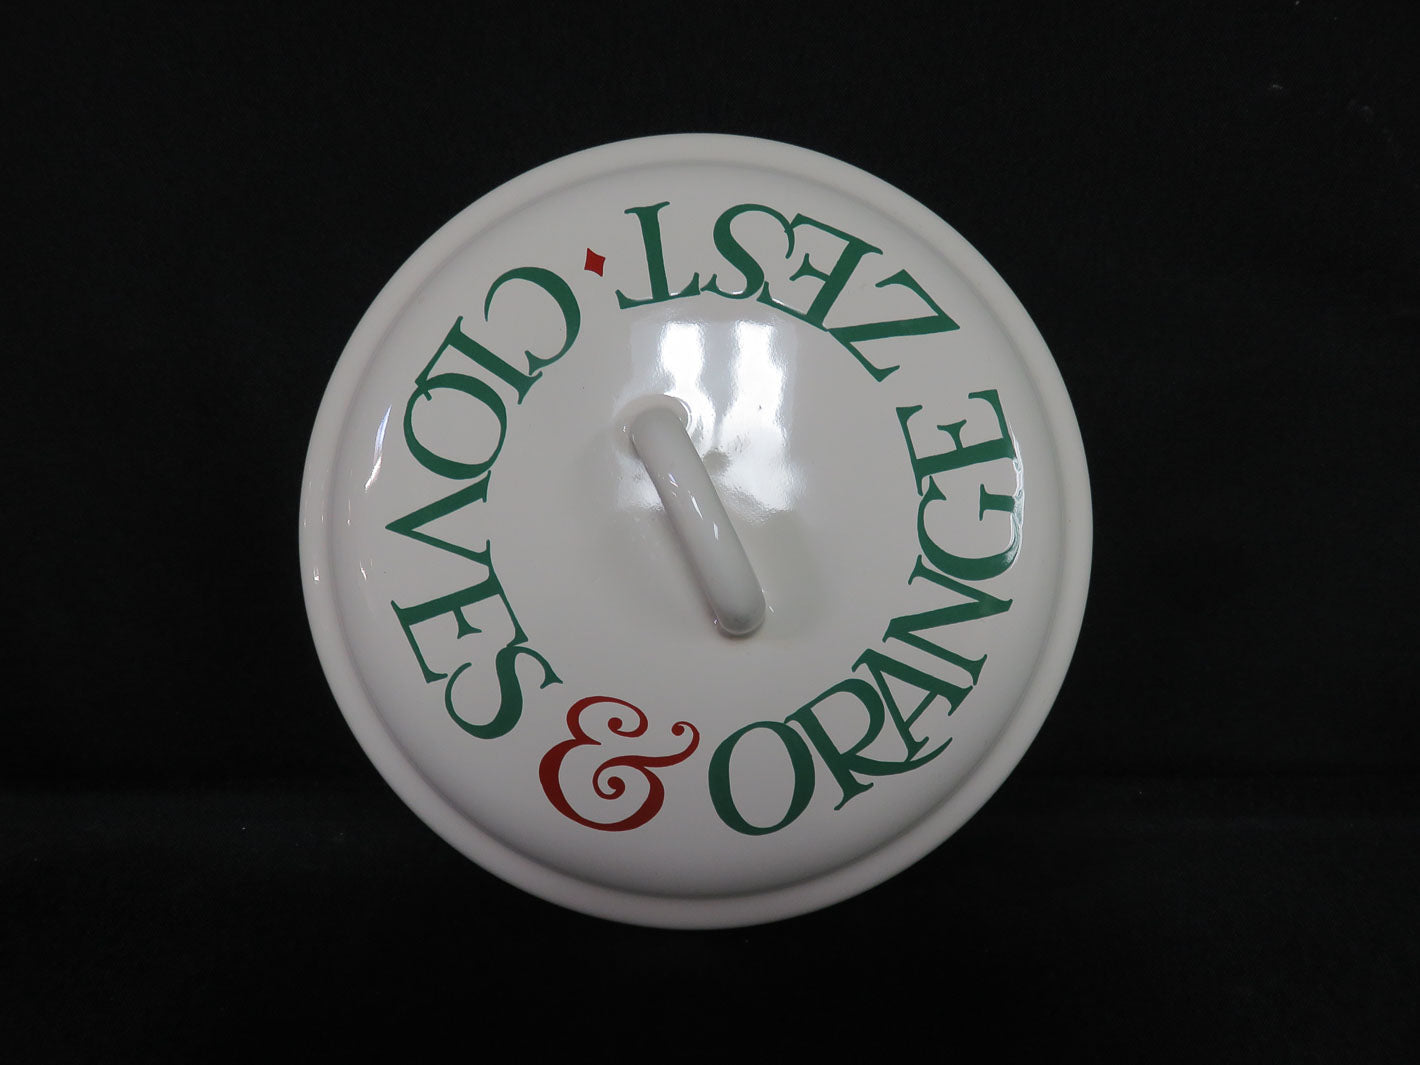 CLOVES & ORANGE ZEST ·